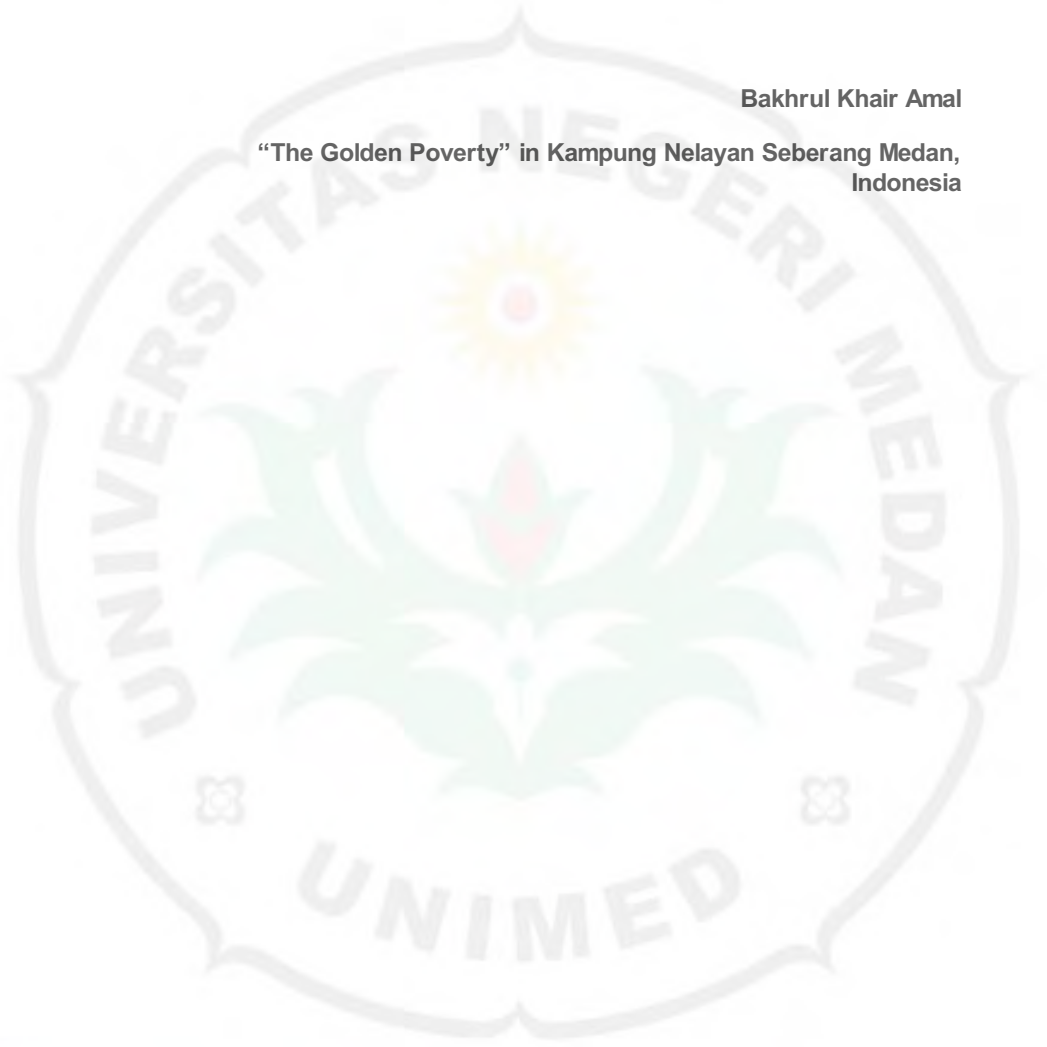 Bakhrul Khair Amal
“The Golden Poverty” in Kampung Nelayan Seberang Medan,
Indonesia
UNIVERSITAS NEGERI MEDAN
UNIMED